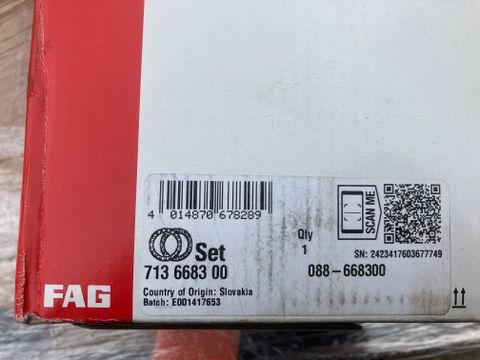 4 014870 678289
Set
713 6683 00
Qty
1
SCAN ME
SN: 2423417603677749
088-668300
Country of Origin: Slovakia
Batch: E001417653
FAG